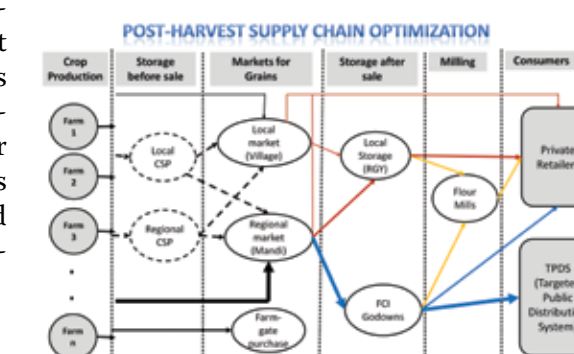 POST-HARVEST SUPPLY CHAIN OPTIMIZATION
Crop
Production
Storage
before sale
Markets for
Grains
Storage after
sale
Milling
Consumers
Farm
1
Farm
2
Farm
3
.
.
Farm
n
Local
CSP
Regional
CSP
Local
market
(Village)
Regional
market
(Mandi)
Farm-
gate
purchase
Local
Storage
(RGY)
FCI
Godowns
Flour
Mills
Private
Retailer
TPDS
Public
System